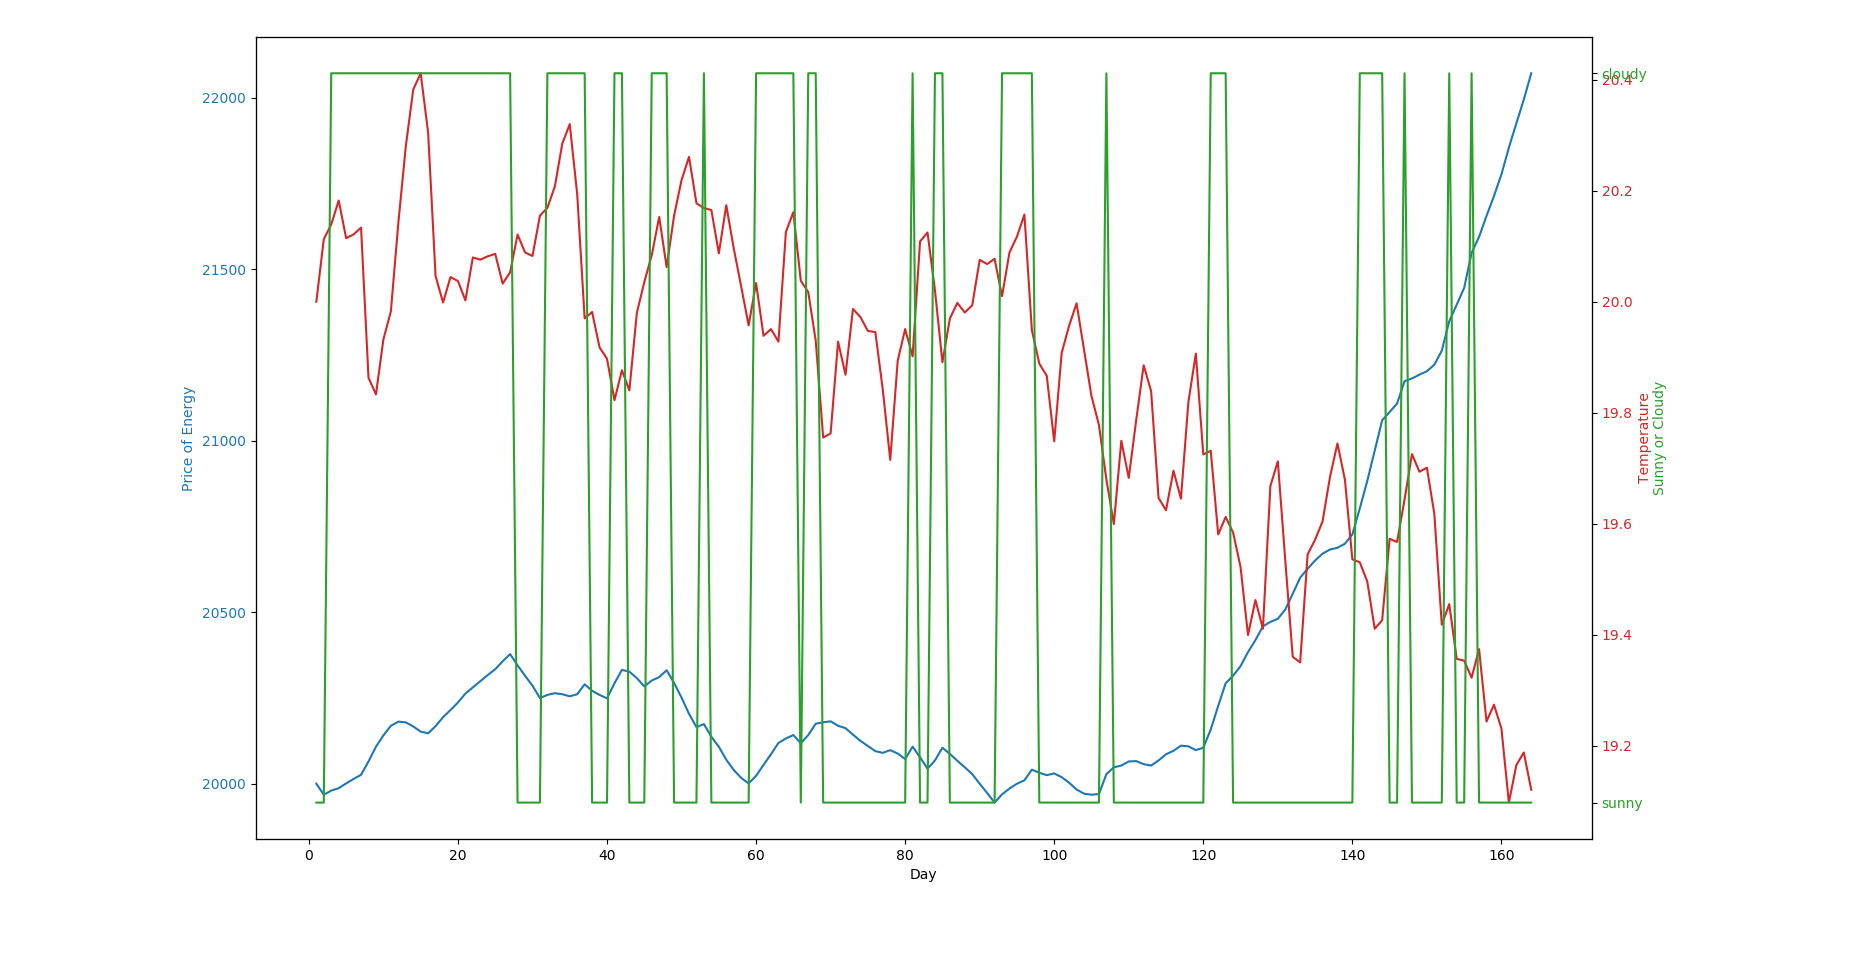 22000
21500
21000
20500
20000
Price of Energy
0 20 40 60 80 100 120 140 160
Day
cloudy
20.4
20.2
20.0
19.8
19.6
19.4
19.2
sunny
Temperature
Sunny or Cloudy